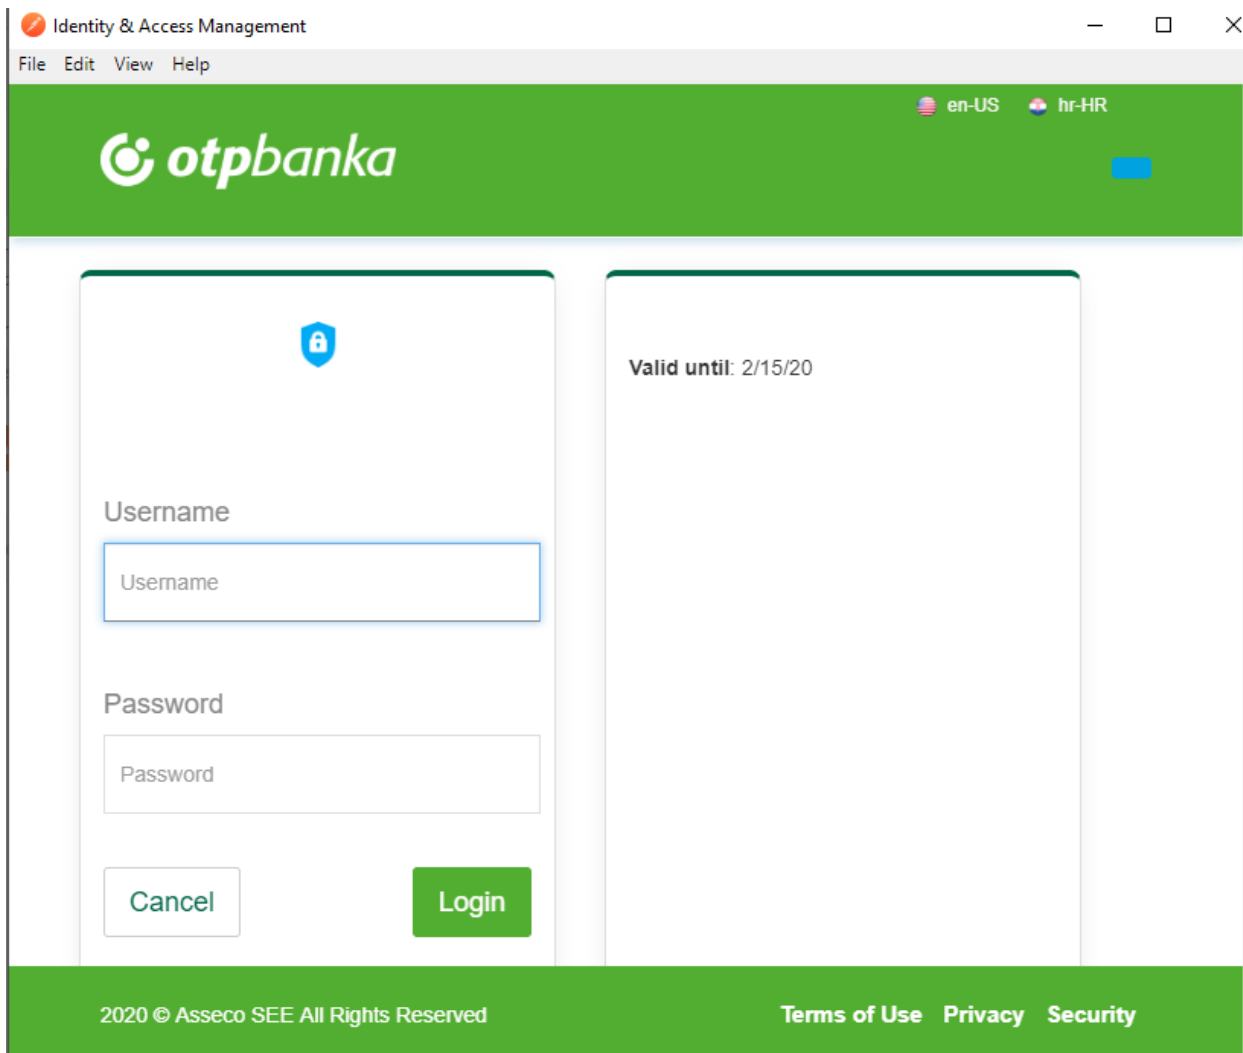 Identity & Access Management
File Edit View Help
en-US hr-HR
otpbanka
Valid until: 2/15/20
Username
Username
Password
Password
Cancel Login
2020 © Asseco SEE All Rights Reserved Terms of Use Privacy Security